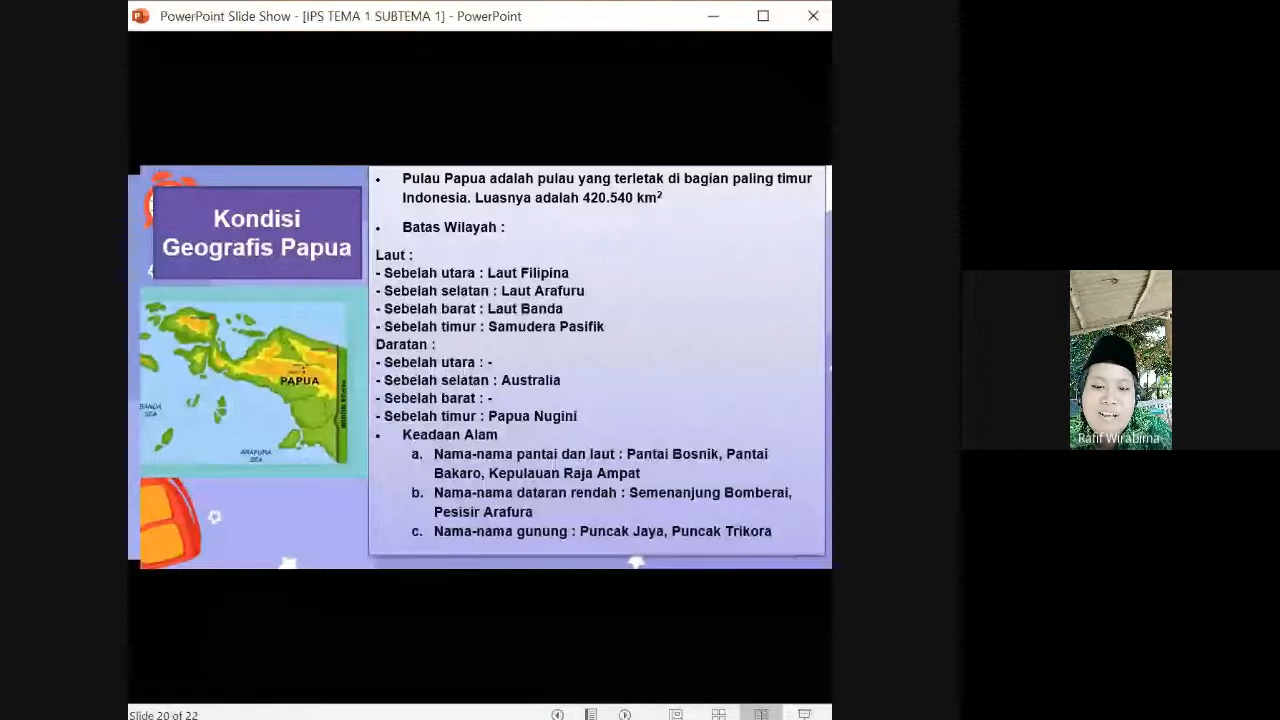 PowerPoint Slide Show - [IPS TEMA 1 SUBTEMA 1] - PowerPoint
Kondisi
Geografis Papua
• Pulau Papua adalah pulau yang terletak di bagian paling timur
Indonesia. Luasnya adalah 420.540 km²
• Batas Wilayah :
Laut :
- Sebelah utara : Laut Filipina
- Sebelah selatan : Laut Arafuru
- Sebelah barat : Laut Banda
- Sebelah timur : Samudera Pasifik
Daratan :
- Sebelah utara : -
- Sebelah selatan : Australia
- Sebelah barat : -
- Sebelah timur : Papua Nugini
• Keadaan Alam
a. Nama-nama pantai dan laut : Pantai Bosnik, Pantai
Bakaro, Kepulauan Raja Ampat
b. Nama-nama dataran rendah : Semenanjung Bomberai,
Pesisir Arafura
c. Nama-nama gunung : Puncak Jaya, Puncak Trikora
PAPUA
BANDA
SEA
ARAFURA
SEA
Rafif Wirabima
Slide 20 of 22